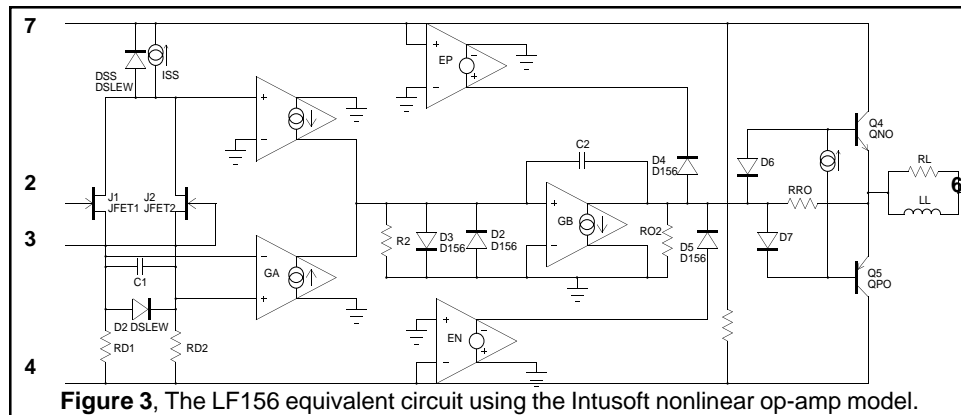 7
DSS
DSLEW
ISS
EP
Q4
QNO
C2
D4
D156
D6
RL
2
J1
JFET1
J2
JFET2
6
RRO
LL
3
R2
D3
D156
D2
D156
GB
RO2
D5
D156
D7
C1
GA
Q5
QPO
D2 DSLEW
RD1
RD2
EN
4
Figure 3, The LF156 equivalent circuit using the Intusoft nonlinear op-amp model.